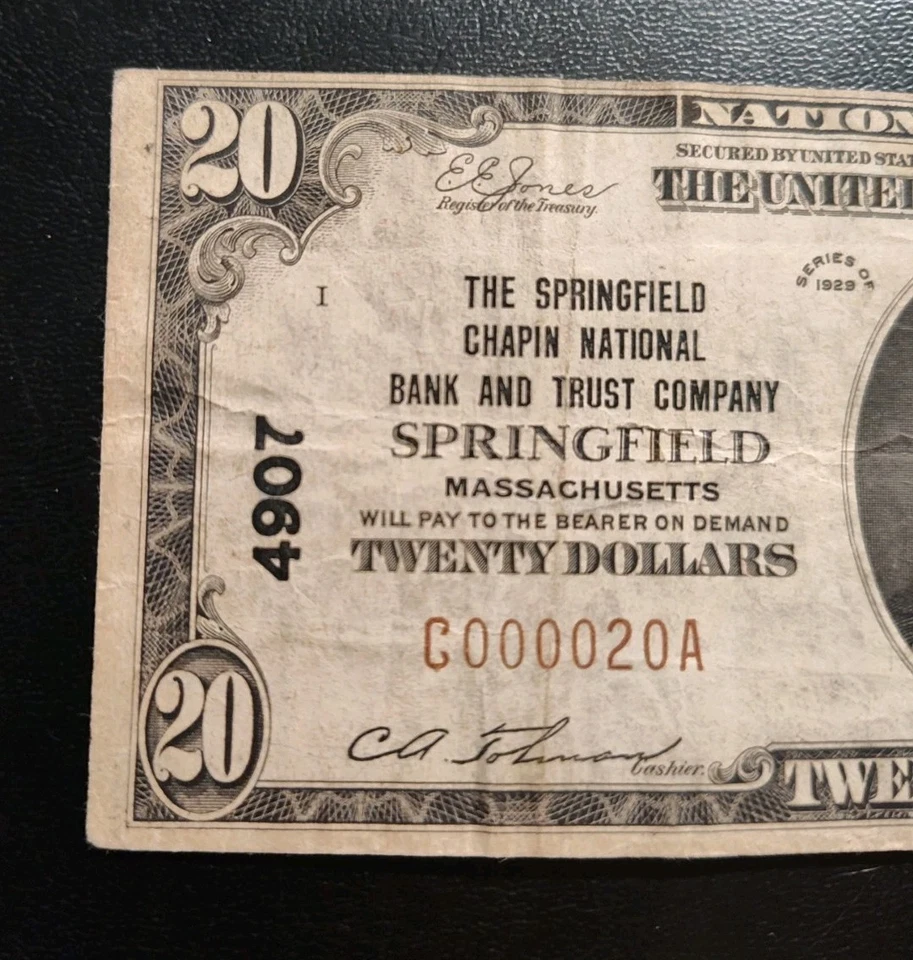 20
NATION
SECURED BY UNITED STAT
THE UNITED
E.E. Jones
Register of the Treasury.
SERIES OF
1929
I
THE SPRINGFIELD
CHAPIN NATIONAL
BANK AND TRUST COMPANY
SPRINGFIELD
MASSACHUSETTS
WILL PAY TO THE BEARER ON DEMAND
TWENTY DOLLARS
4907
C000020A
20
Cashier.
TWE